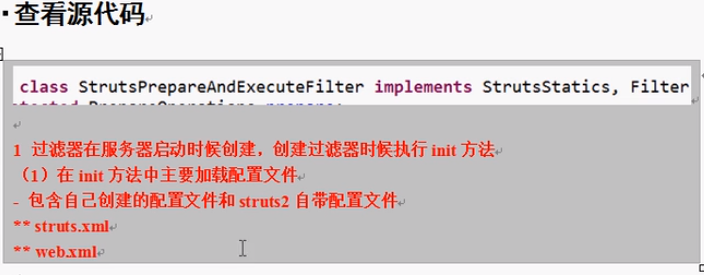 ▪查看源代码
class StrutsPrepareAndExecuteFilter implements StrutsStatics, Filter
1 过滤器在服务器启动时候创建，创建过滤器时候执行 init 方法
（1）在 init 方法中主要加载配置文件
- 包含自己创建的配置文件和 struts2 自带配置文件
** struts.xml
** web.xml